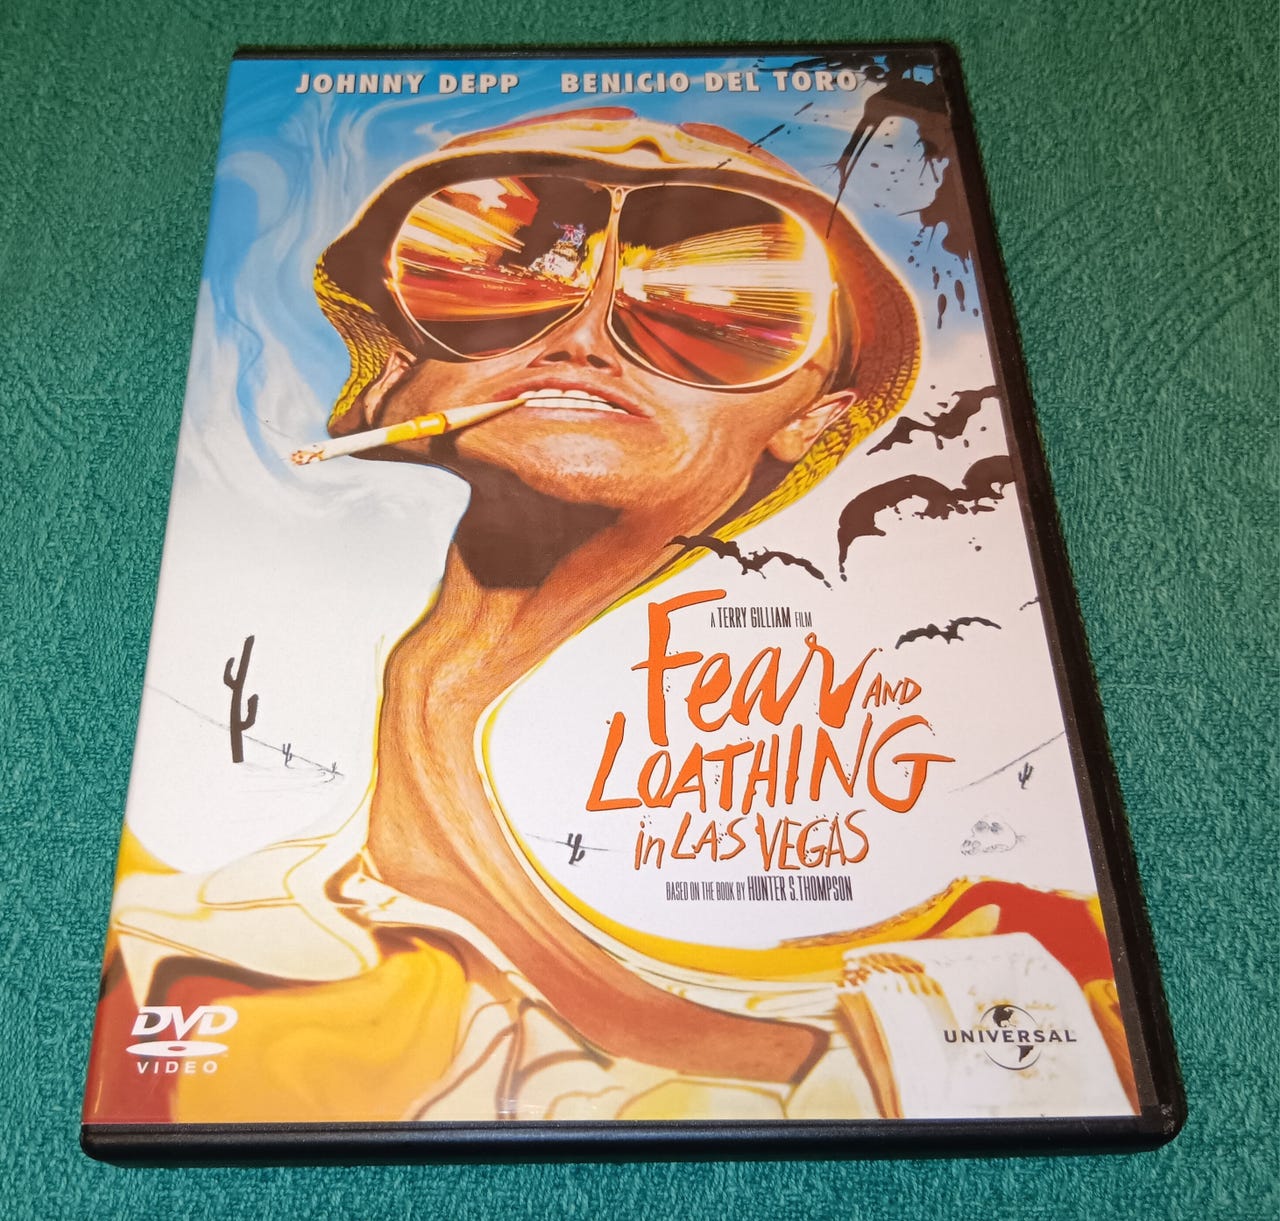 JOHNNY DEPP BENICIO DEL TORO
A TERRY GILLIAM FILM
Fear AND
LOATHING
in LAS VEGAS
BASED ON THE BOOK BY HUNTER S. THOMPSON
DVD
VIDEO
UNIVERSAL